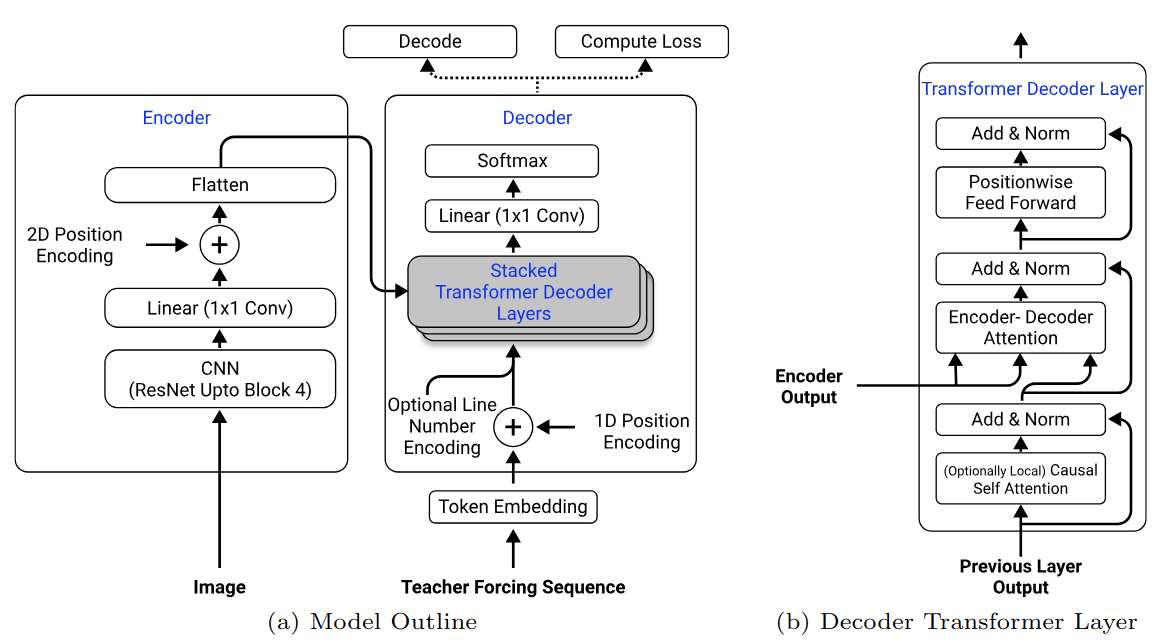 Decode
Compute Loss
Encoder
Flatten
2D Position
Encoding
+
Linear (1x1 Conv)
CNN
(ResNet Upto Block 4)
Image
Decoder
Softmax
Linear (1x1 Conv)
Stacked
Transformer Decoder
Layers
Optional Line
Number
Encoding
+
1D Position
Encoding
Token Embedding
Teacher Forcing Sequence
(a) Model Outline
Transformer Decoder Layer
Add & Norm
Positionwise
Feed Forward
Add & Norm
Encoder- Decoder
Attention
Encoder
Output
Add & Norm
(Optionally Local) Causal
Self Attention
Previous Layer
Output
(b) Decoder Transformer Layer